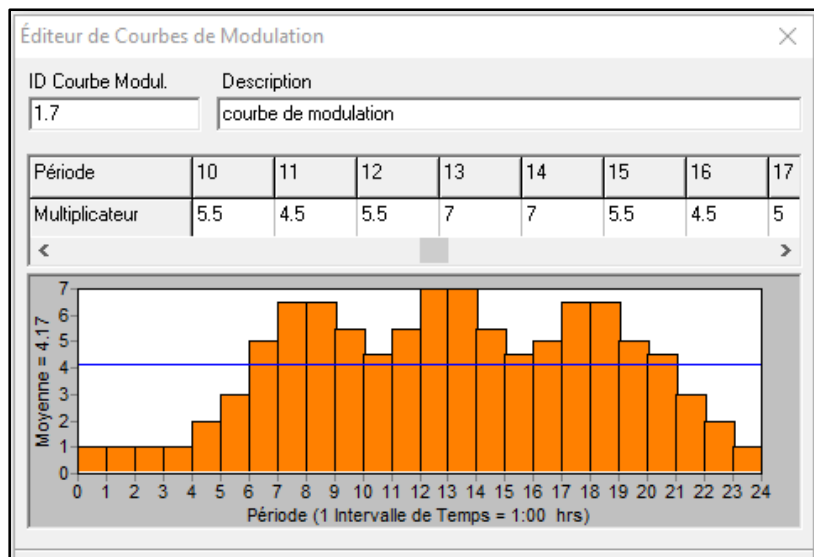 Éditeur de Courbes de Modulation
ID Courbe Modul. Description
1.7 courbe de modulation
Période 10 11 12 13 14 15 16 17
Multiplicateur 5.5 4.5 5.5 7 7 5.5 4.5 5
7
6
5
4
3
2
1
0
Moyenne = 4.17
0 1 2 3 4 5 6 7 8 9 10 11 12 13 14 15 16 17 18 19 20 21 22 23 24
Période (1 Intervalle de Temps = 1:00 hrs)